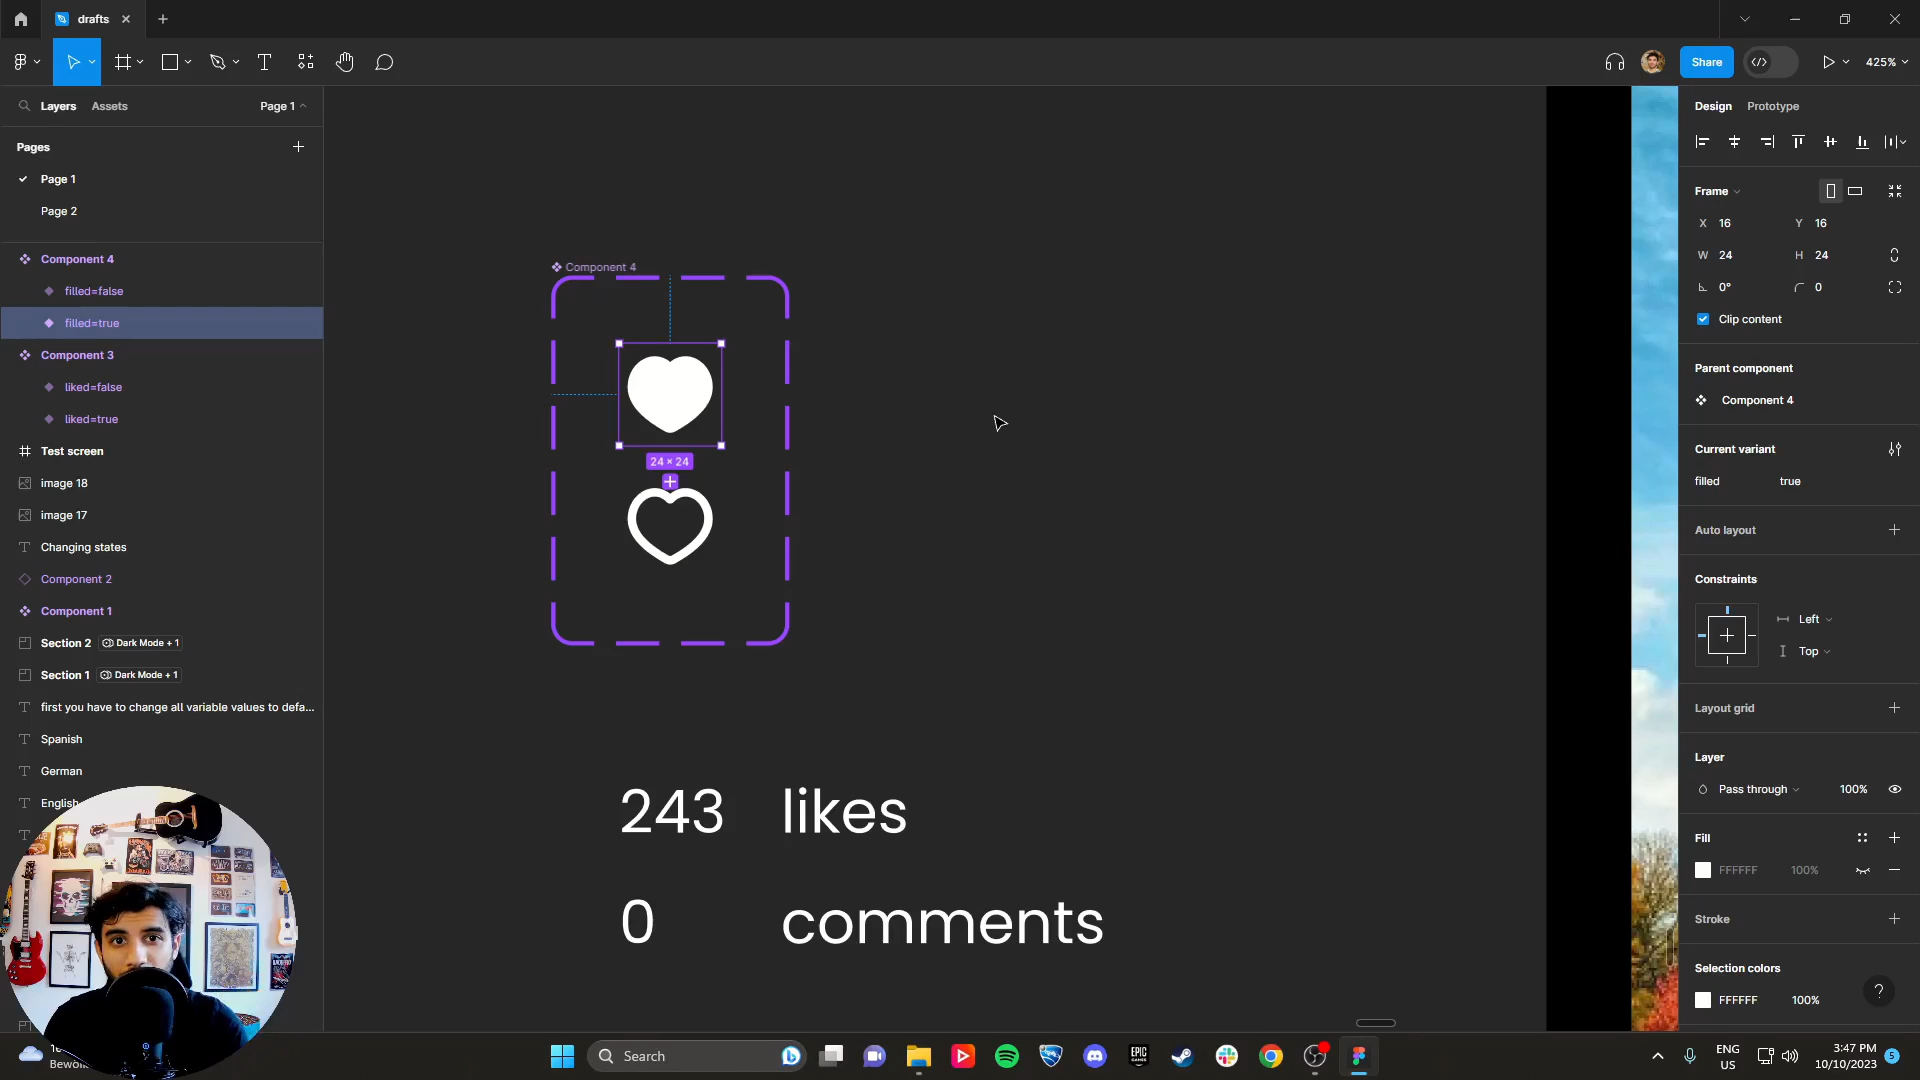 drafts
Share
425%
Layers
Assets
Page 1
Pages
Page 1
Page 2
Component 4
filled=false
filled=true
Component 3
liked=false
liked=true
Test screen
image 18
image 17
Changing states
Component 2
Component 1
Section 2 Dark Mode + 1
Section 1 Dark Mode + 1
first you have to change all variable values to defa...
Spanish
German
English
Component 4
24 × 24
243 likes
0 comments
Design
Prototype
Frame
X 16
Y 16
W 24
H 24
0°
0
Clip content
Parent component
Component 4
Current variant
filled
true
Auto layout
Constraints
Left
Top
Layout grid
Layer
Pass through
100%
Fill
FFFFFF
100%
Stroke
Selection colors
FFFFFF
100%
?
Search
EPIC
GAMES
ENG
US
3:47 PM
10/10/2023
5